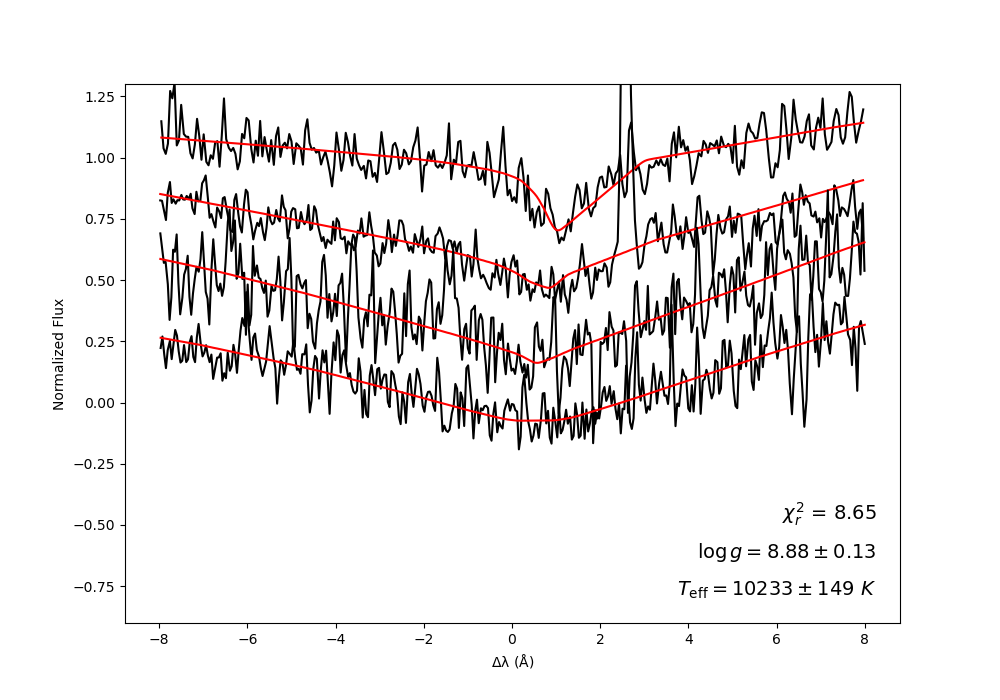 1.25
1.00
0.75
0.50
0.25
0.00
−0.25
−0.50
−0.75
Normalized Flux
χ²ᵣ = 8.65
log g = 8.88 ± 0.13
T_eff = 10233 ± 149 K
−8 −6 −4 −2 0 2 4 6 8
Δλ (Å)